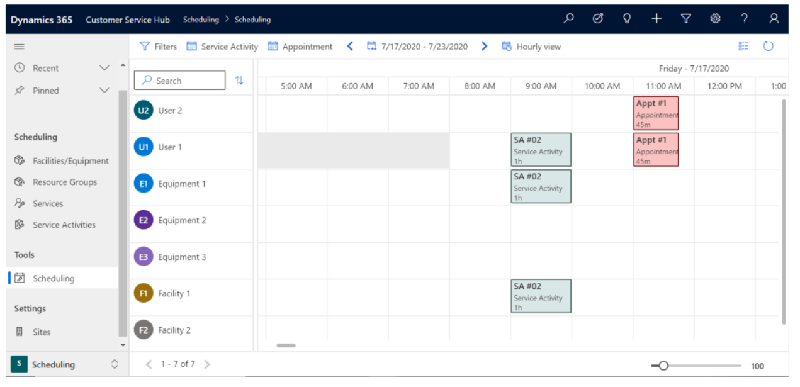 Dynamics 365 Customer Service Hub Scheduling > Scheduling
Filters Service Activity Appointment 7/17/2020 - 7/23/2020 Hourly view
Recent
Pinned
Scheduling
Facilities/Equipment
Resource Groups
Services
Service Activities
Tools
Scheduling
Settings
Sites
S Scheduling
Search
Friday - 7/17/2020
5:00 AM 6:00 AM 7:00 AM 8:00 AM 9:00 AM 10:00 AM 11:00 AM 12:00 PM 1:00
U2 User 2
Appt #1
Appointment
45m
U1 User 1
SA #02
Service Activity
1h
Appt #1
Appointment
45m
E1 Equipment 1
SA #02
Service Activity
1h
E2 Equipment 2
E3 Equipment 3
F1 Facility 1
SA #02
Service Activity
1h
F2 Facility 2
1 - 7 of 7
100